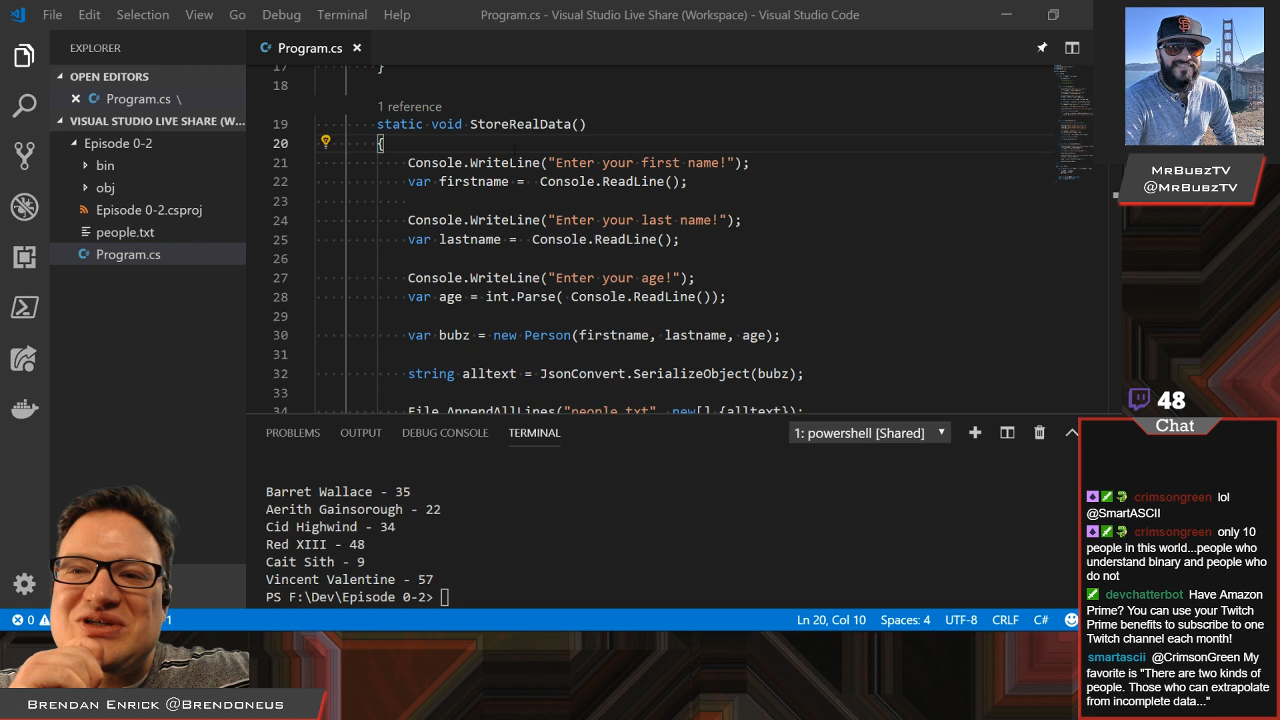 File Edit Selection View Go Debug Terminal Help
Program.cs - Visual Studio Live Share (Workspace) - Visual Studio Code
EXPLORER
OPEN EDITORS
Program.cs \
VISUAL STUDIO LIVE SHARE (W...
Episode 0-2
bin
obj
Episode 0-2.csproj
people.txt
Program.cs
Program.cs
17 }
18
1 reference
19 static void StoreRealData()
20 {
21 Console.WriteLine("Enter your first name!");
22 var firstname = Console.ReadLine();
23
24 Console.WriteLine("Enter your last name!");
25 var lastname = Console.ReadLine();
26
27 Console.WriteLine("Enter your age!");
28 var age = int.Parse( Console.ReadLine());
29
30 var bubz = new Person(firstname, lastname, age);
31
32 string alltext = JsonConvert.SerializeObject(bubz);
33
34 File.AppendAllLines("people.txt", new[] {alltext});
PROBLEMS OUTPUT DEBUG CONSOLE TERMINAL
1: powershell [Shared]
Barret Wallace - 35
Aerith Gainsorough - 22
Cid Highwind - 34
Red XIII - 48
Cait Sith - 9
Vincent Valentine - 57
PS F:\Dev\Episode 0-2>
0 1 Ln 20, Col 10 Spaces: 4 UTF-8 CRLF C#
MrBubzTV
@MrBubzTV
48
Chat
crimsongreen lol
@SmartASCII
crimsongreen only 10
people in this world...people who
understand binary and people who
do not
devchatterbot Have Amazon
Prime? You can use your Twitch
Prime benefits to subscribe to one
Twitch channel each month!
smartascii @CrimsonGreen My
favorite is "There are two kinds of
people. Those who can extrapolate
from incomplete data..."
Brendan Enrick @Brendoneus